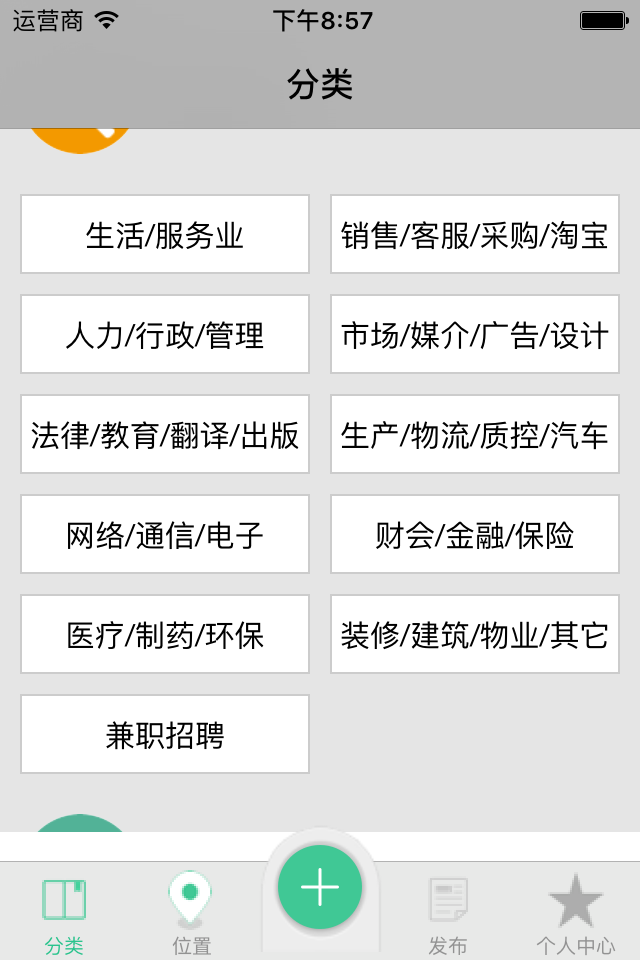 运营商 下午8:57
分类
生活/服务业 销售/客服/采购/淘宝
人力/行政/管理 市场/媒介/广告/设计
法律/教育/翻译/出版 生产/物流/质控/汽车
网络/通信/电子 财会/金融/保险
医疗/制药/环保 装修/建筑/物业/其它
兼职招聘
分类 位置 发布 个人中心